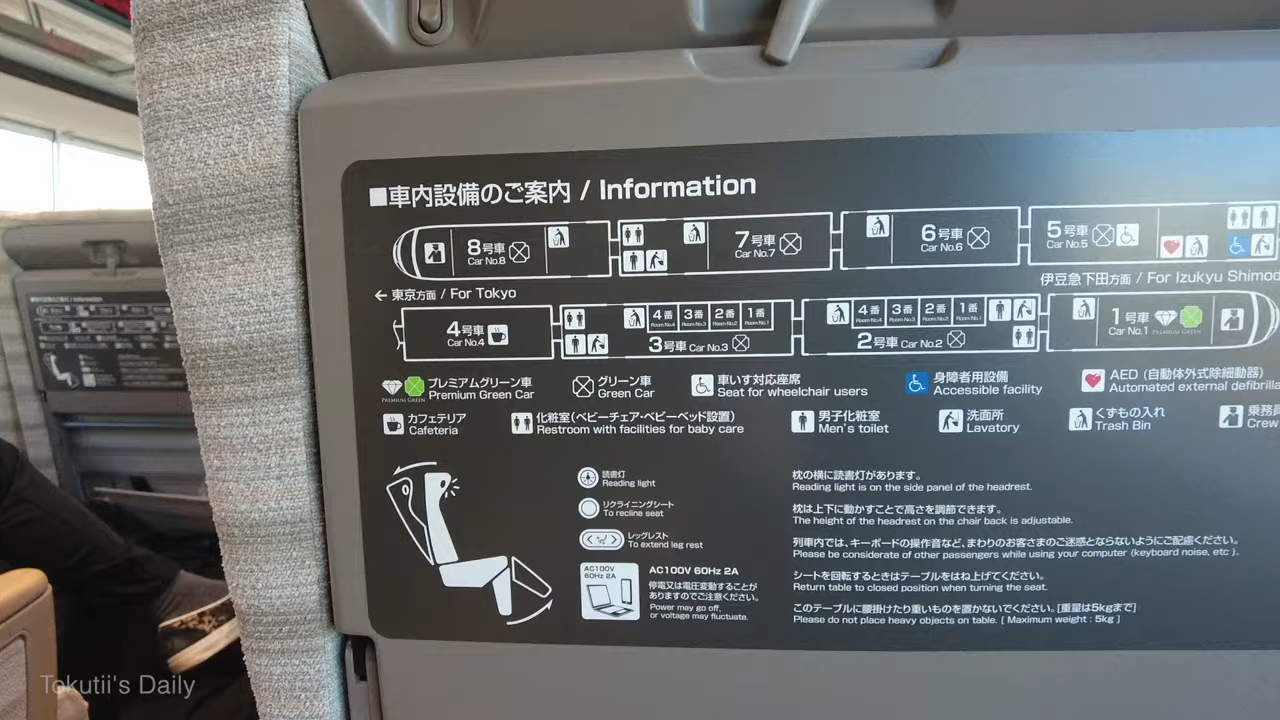 ■車内設備のご案内 / Information
8号車 Car No.8
7号車 Car No.7
6号車 Car No.6
5号車 Car No.5
← 東京方面 / For Tokyo
伊豆急下田方面 / For Izukyu Shimod
4号車 Car No.4
4番 Room No.4 3番 Room No.3 2番 Room No.2 1番 Room No.1
3号車 Car No.3
4番 Room No.4 3番 Room No.3 2番 Room No.2 1番 Room No.1
2号車 Car No.2
1号車 Car No.1 PREMIUM GREEN
PREMIUM GREEN
プレミアムグリーン車
Premium Green Car
グリーン車
Green Car
車いす対応座席
Seat for wheelchair users
身障者用設備
Accessible facility
AED (自動体外式除細動器)
Automated external defibrilla
カフェテリア
Cafeteria
化粧室(ベビーチェア・ベビーベッド設置)
Restroom with facilities for baby care
男子化粧室
Men's toilet
洗面所
Lavatory
くずもの入れ
Trash Bin
乗務員
Crew
読書灯
Reading light
リクライニングシート
To recline seat
レッグレスト
To extend leg rest
AC100V
60Hz 2A
AC100V 60Hz 2A
停電又は電圧変動することが
ありますのでご注意ください。
Power may go off,
or voltage may fluctuate.
枕の横に読書灯があります。
Reading light is on the side panel of the headrest.
枕は上下に動かすことで高さを調節できます。
The height of the headrest on the chair back is adjustable.
列車内では、キーボードの操作音など、まわりのお客さまのご迷惑とならないようにご配慮ください。
Please be considerate of other passengers while using your computer (keyboard noise, etc ).
シートを回転するときはテーブルをはね上げてください。
Return table to closed position when turning the seat.
このテーブルに腰掛けたり重いものを置かないでください。[重量は5kgまで]
Please do not place heavy objects on table. [ Maximum weight : 5kg ]
Tokutii's Daily